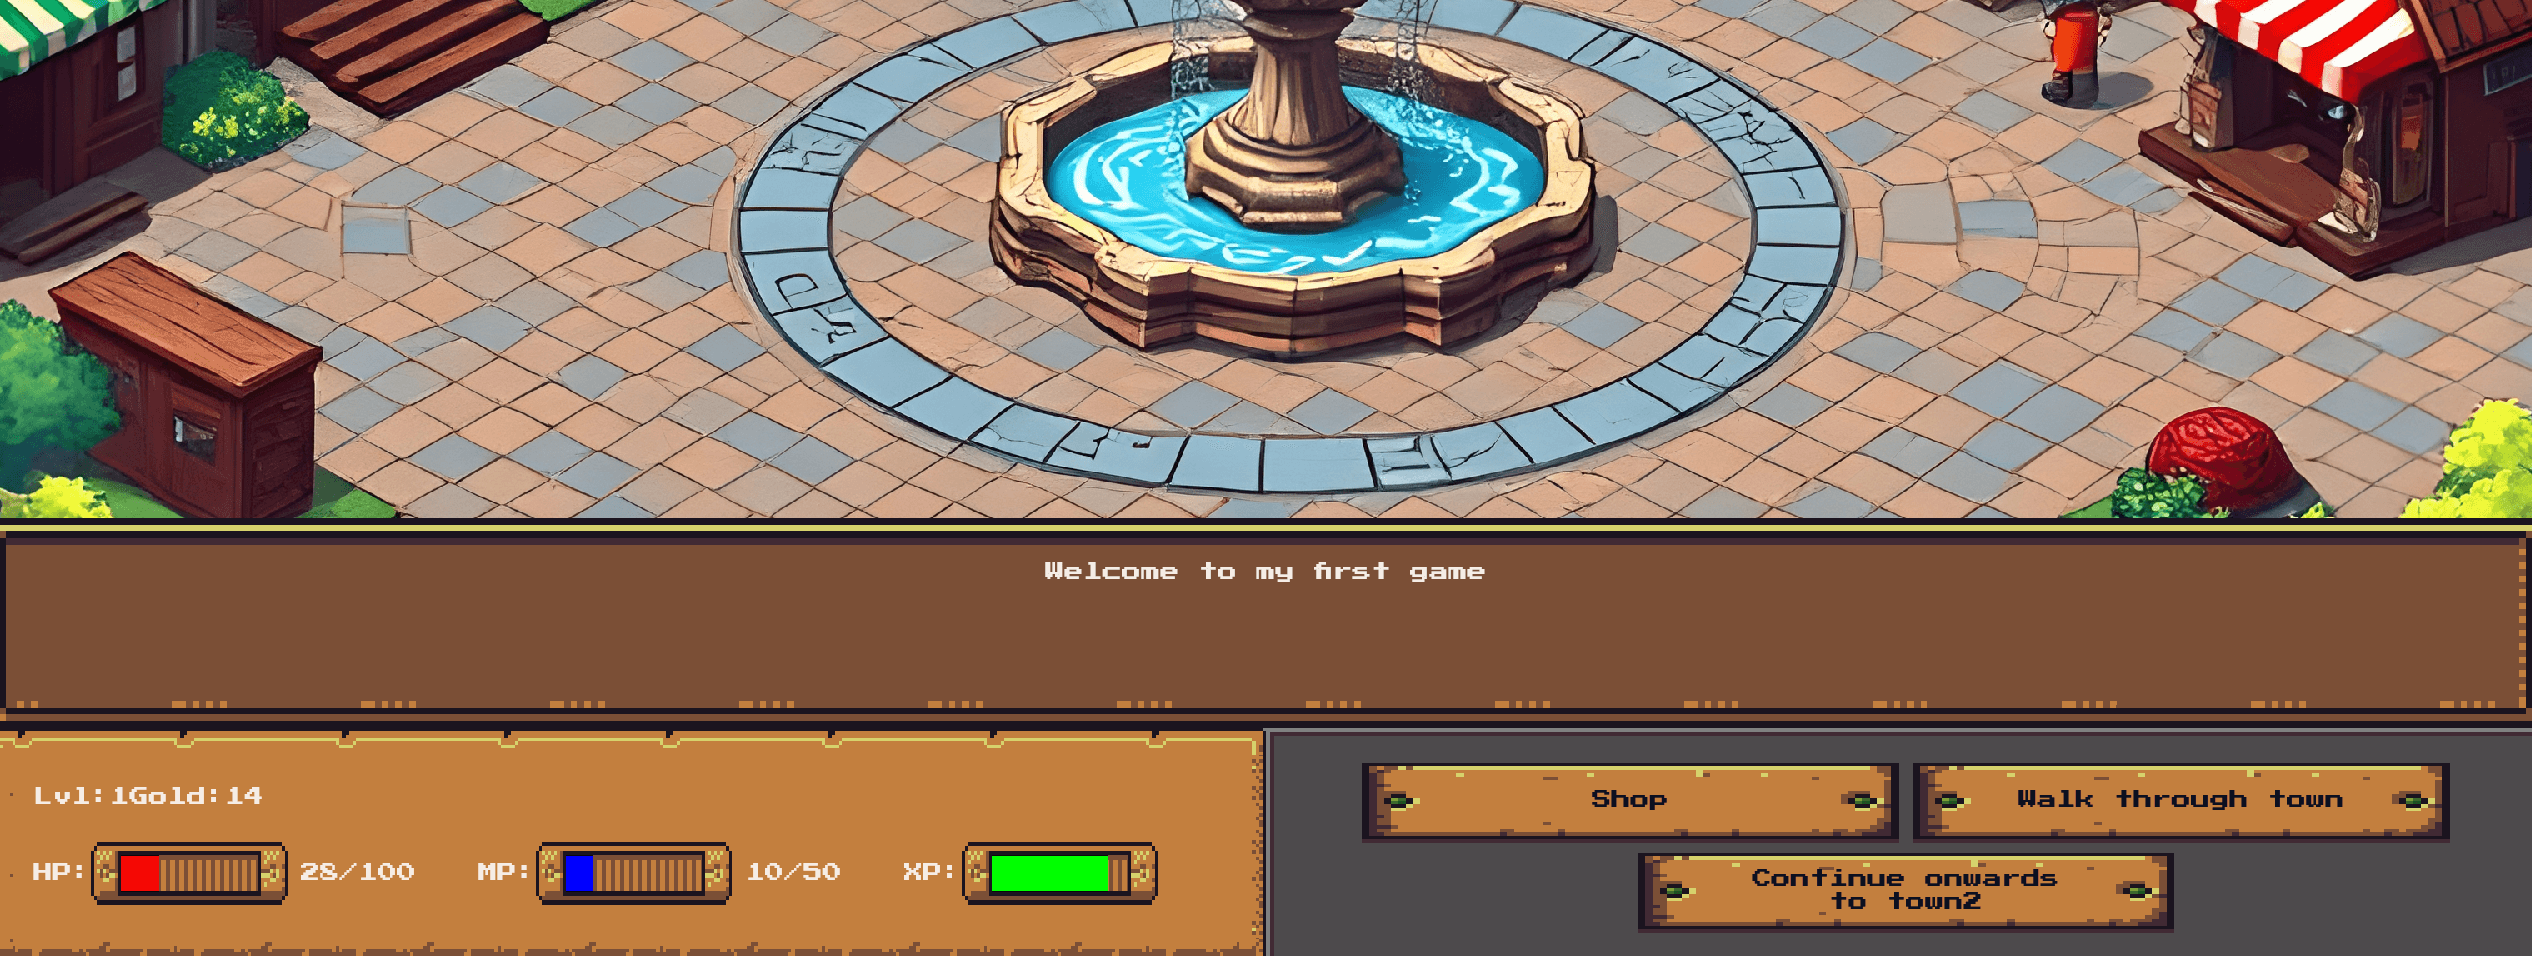 Welcome to my first game
Lvl:1Gold:14
HP: 28/100 MP: 10/50 XP:
Shop
Walk through town
Continue onwards
to town2